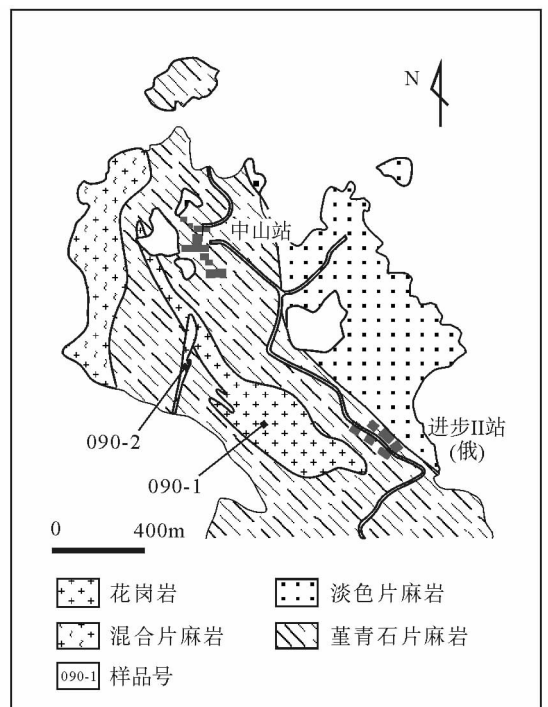 N
中山站
进步II站
(俄)
090-2
090-1
0 400m
花岗岩 淡色片麻岩
混合片麻岩 堇青石片麻岩
090-1 样品号